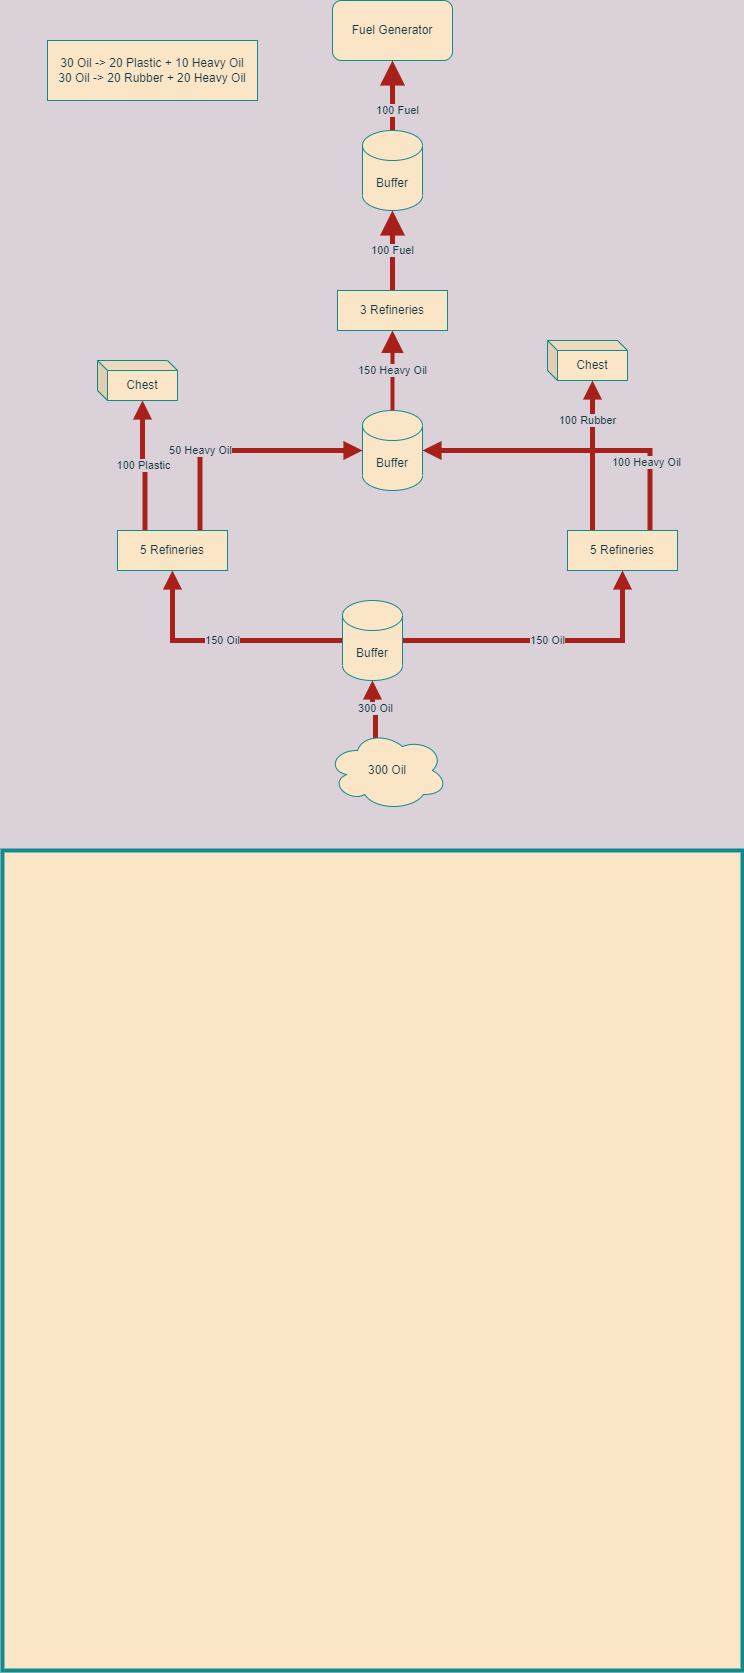 Fuel Generator
30 Oil -> 20 Plastic + 10 Heavy Oil
30 Oil -> 20 Rubber + 20 Heavy Oil
100 Fuel
Buffer
100 Fuel
3 Refineries
150 Heavy Oil
Chest
Chest
100 Rubber
50 Heavy Oil
Buffer
100 Plastic
100 Heavy Oil
5 Refineries
5 Refineries
150 Oil
Buffer
150 Oil
300 Oil
300 Oil